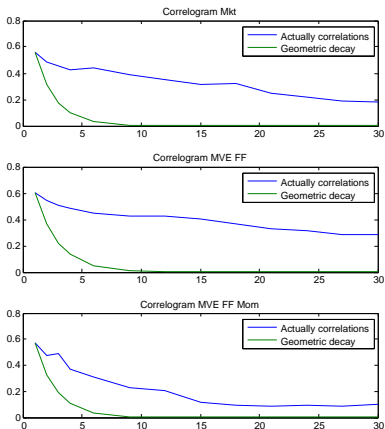 Correlogram Mkt
0.8
0.6
0.4
0.2
0
Actually correlations
Geometric decay
0 5 10 15 20 25 30
Correlogram MVE FF
0.8
0.6
0.4
0.2
0
Actually correlations
Geometric decay
0 5 10 15 20 25 30
Correlogram MVE FF Mom
0.8
0.6
0.4
0.2
0
Actually correlations
Geometric decay
0 5 10 15 20 25 30